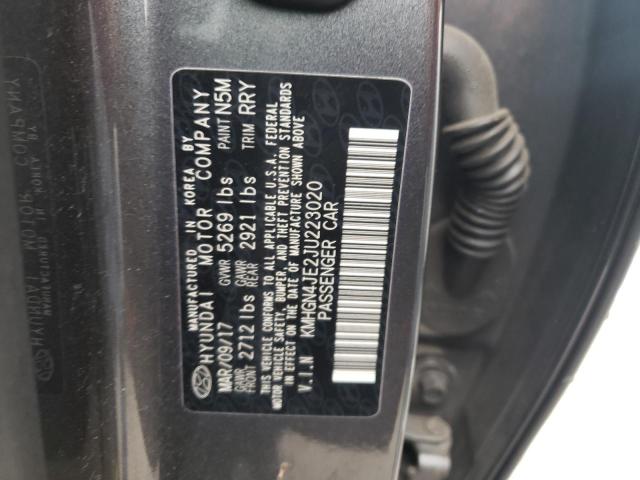 MANUFACTURED IN KOREA BY
HYUNDAI MOTOR COMPANY
MAR/09/17 GVWR 5269 lbs PAINT N5M
GAWR FRONT 2712 lbs GAWR REAR 2921 lbs TRIM RRY
THIS VEHICLE CONFORMS TO ALL APPLICABLE U.S.A. FEDERAL
MOTOR VEHICLE SAFETY, BUMPER, AND THEFT PREVENTION STANDARDS
IN EFFECT ON THE DATE OF MANUFACTURE SHOWN ABOVE
V.I.N KMHGN4JE2JU223020
PASSENGER CAR